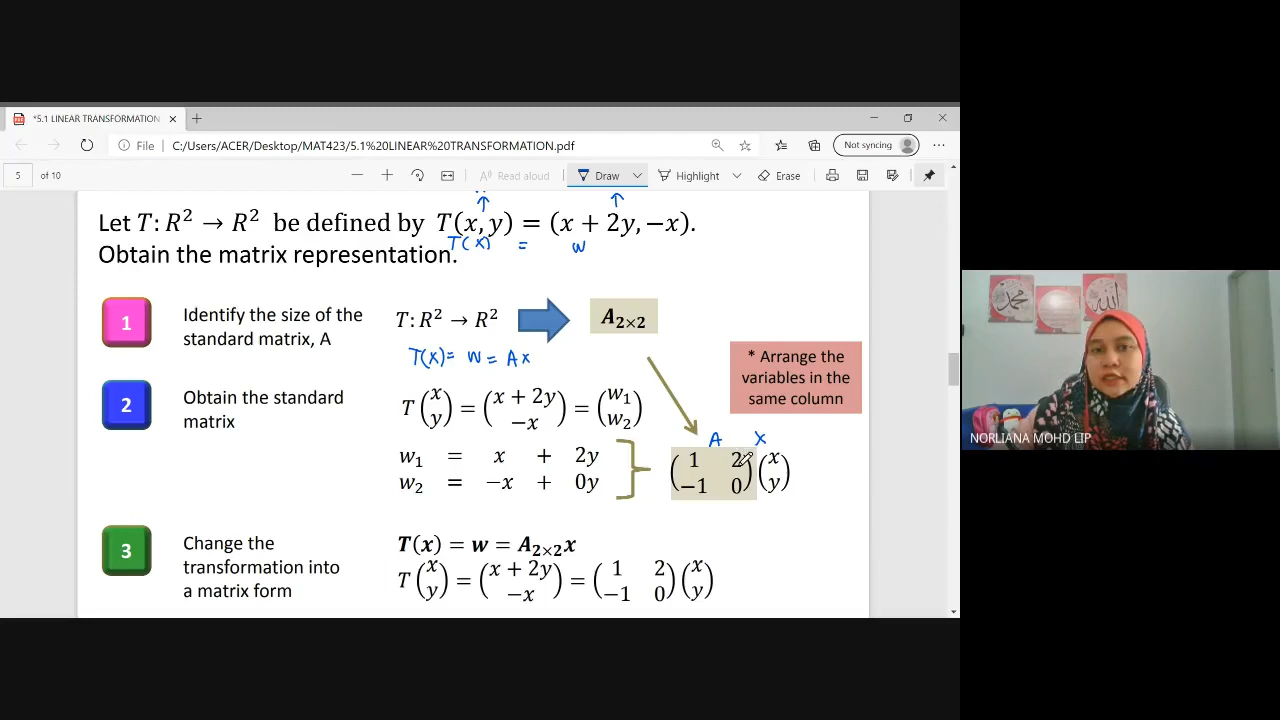 *5.1 LINEAR TRANSFORMATION
File | C:/Users/ACER/Desktop/MAT423/5.1%20LINEAR%20TRANSFORMATION.pdf
Not syncing
5 of 10
Read aloud
Draw
Highlight
Erase
Let T: R² → R² be defined by T(x, y) = (x + 2y, −x).
T(x) = w
Obtain the matrix representation.
1
Identify the size of the
standard matrix, A
T: R² → R²
A₂ₓ₂
T(x) = w = Ax
* Arrange the
variables in the
same column
2
Obtain the standard
matrix
T(x y) = (x + 2y −x) = (w₁ w₂)
w₁ = x + 2y
w₂ = −x + 0y
A x
(1 2 −1 0)(x y)
3
Change the
transformation into
a matrix form
T(x) = w = A₂ₓ₂x
T(x y) = (x + 2y −x) = (1 2 −1 0)(x y)
NORLIANA MOHD LIP